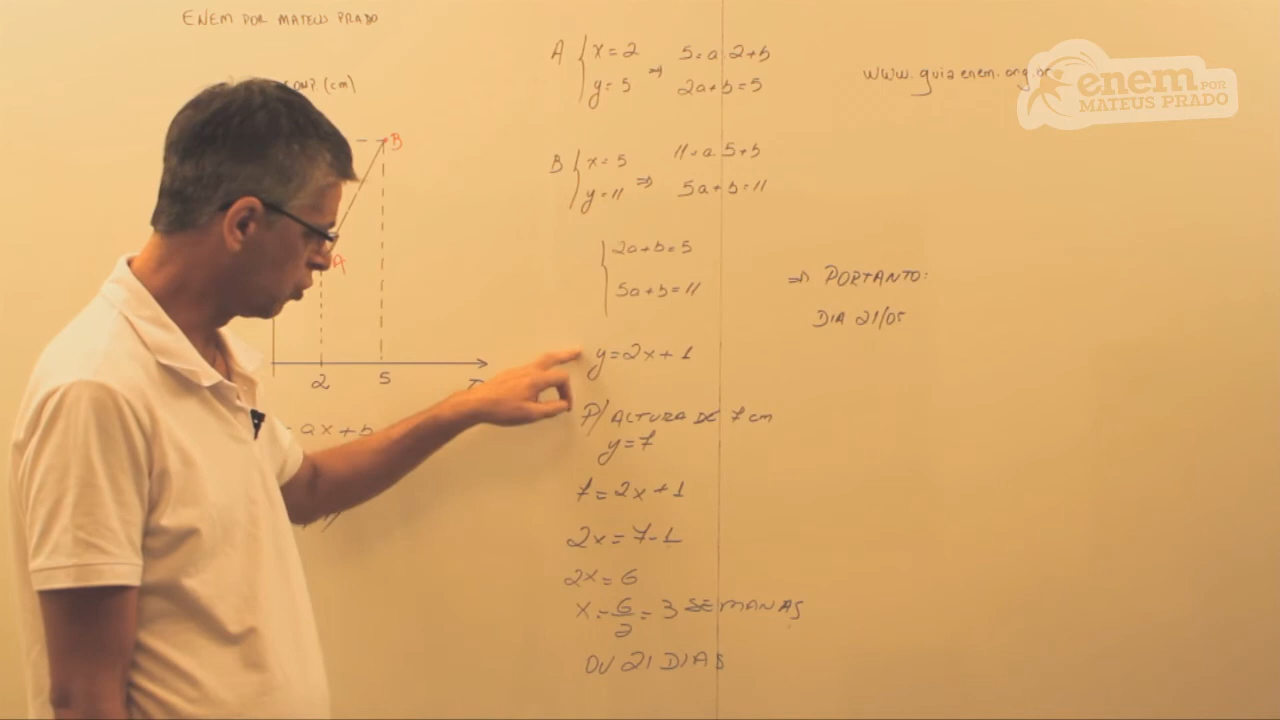 ENEM POR MATEUS PRADO
(cm)
B
A
2 5
ax + b
A { x = 2 ⇒ 5 = a.2 + b
y = 5 2a + b = 5
B { x = 5 ⇒ 11 = a.5 + b
y = 11 5a + b = 11
{ 2a + b = 5
5a + b = 11
y = 2x + 1
P/ ALTURA DE 7 cm
y = 7
7 = 2x + 1
2x = 7 - 1
2x = 6
x = 6/2 = 3 SEMANAS
OU 21 DIAS
www.guiaenem.org.br
⇒ PORTANTO:
DIA 21/05
enem POR
MATEUS PRADO